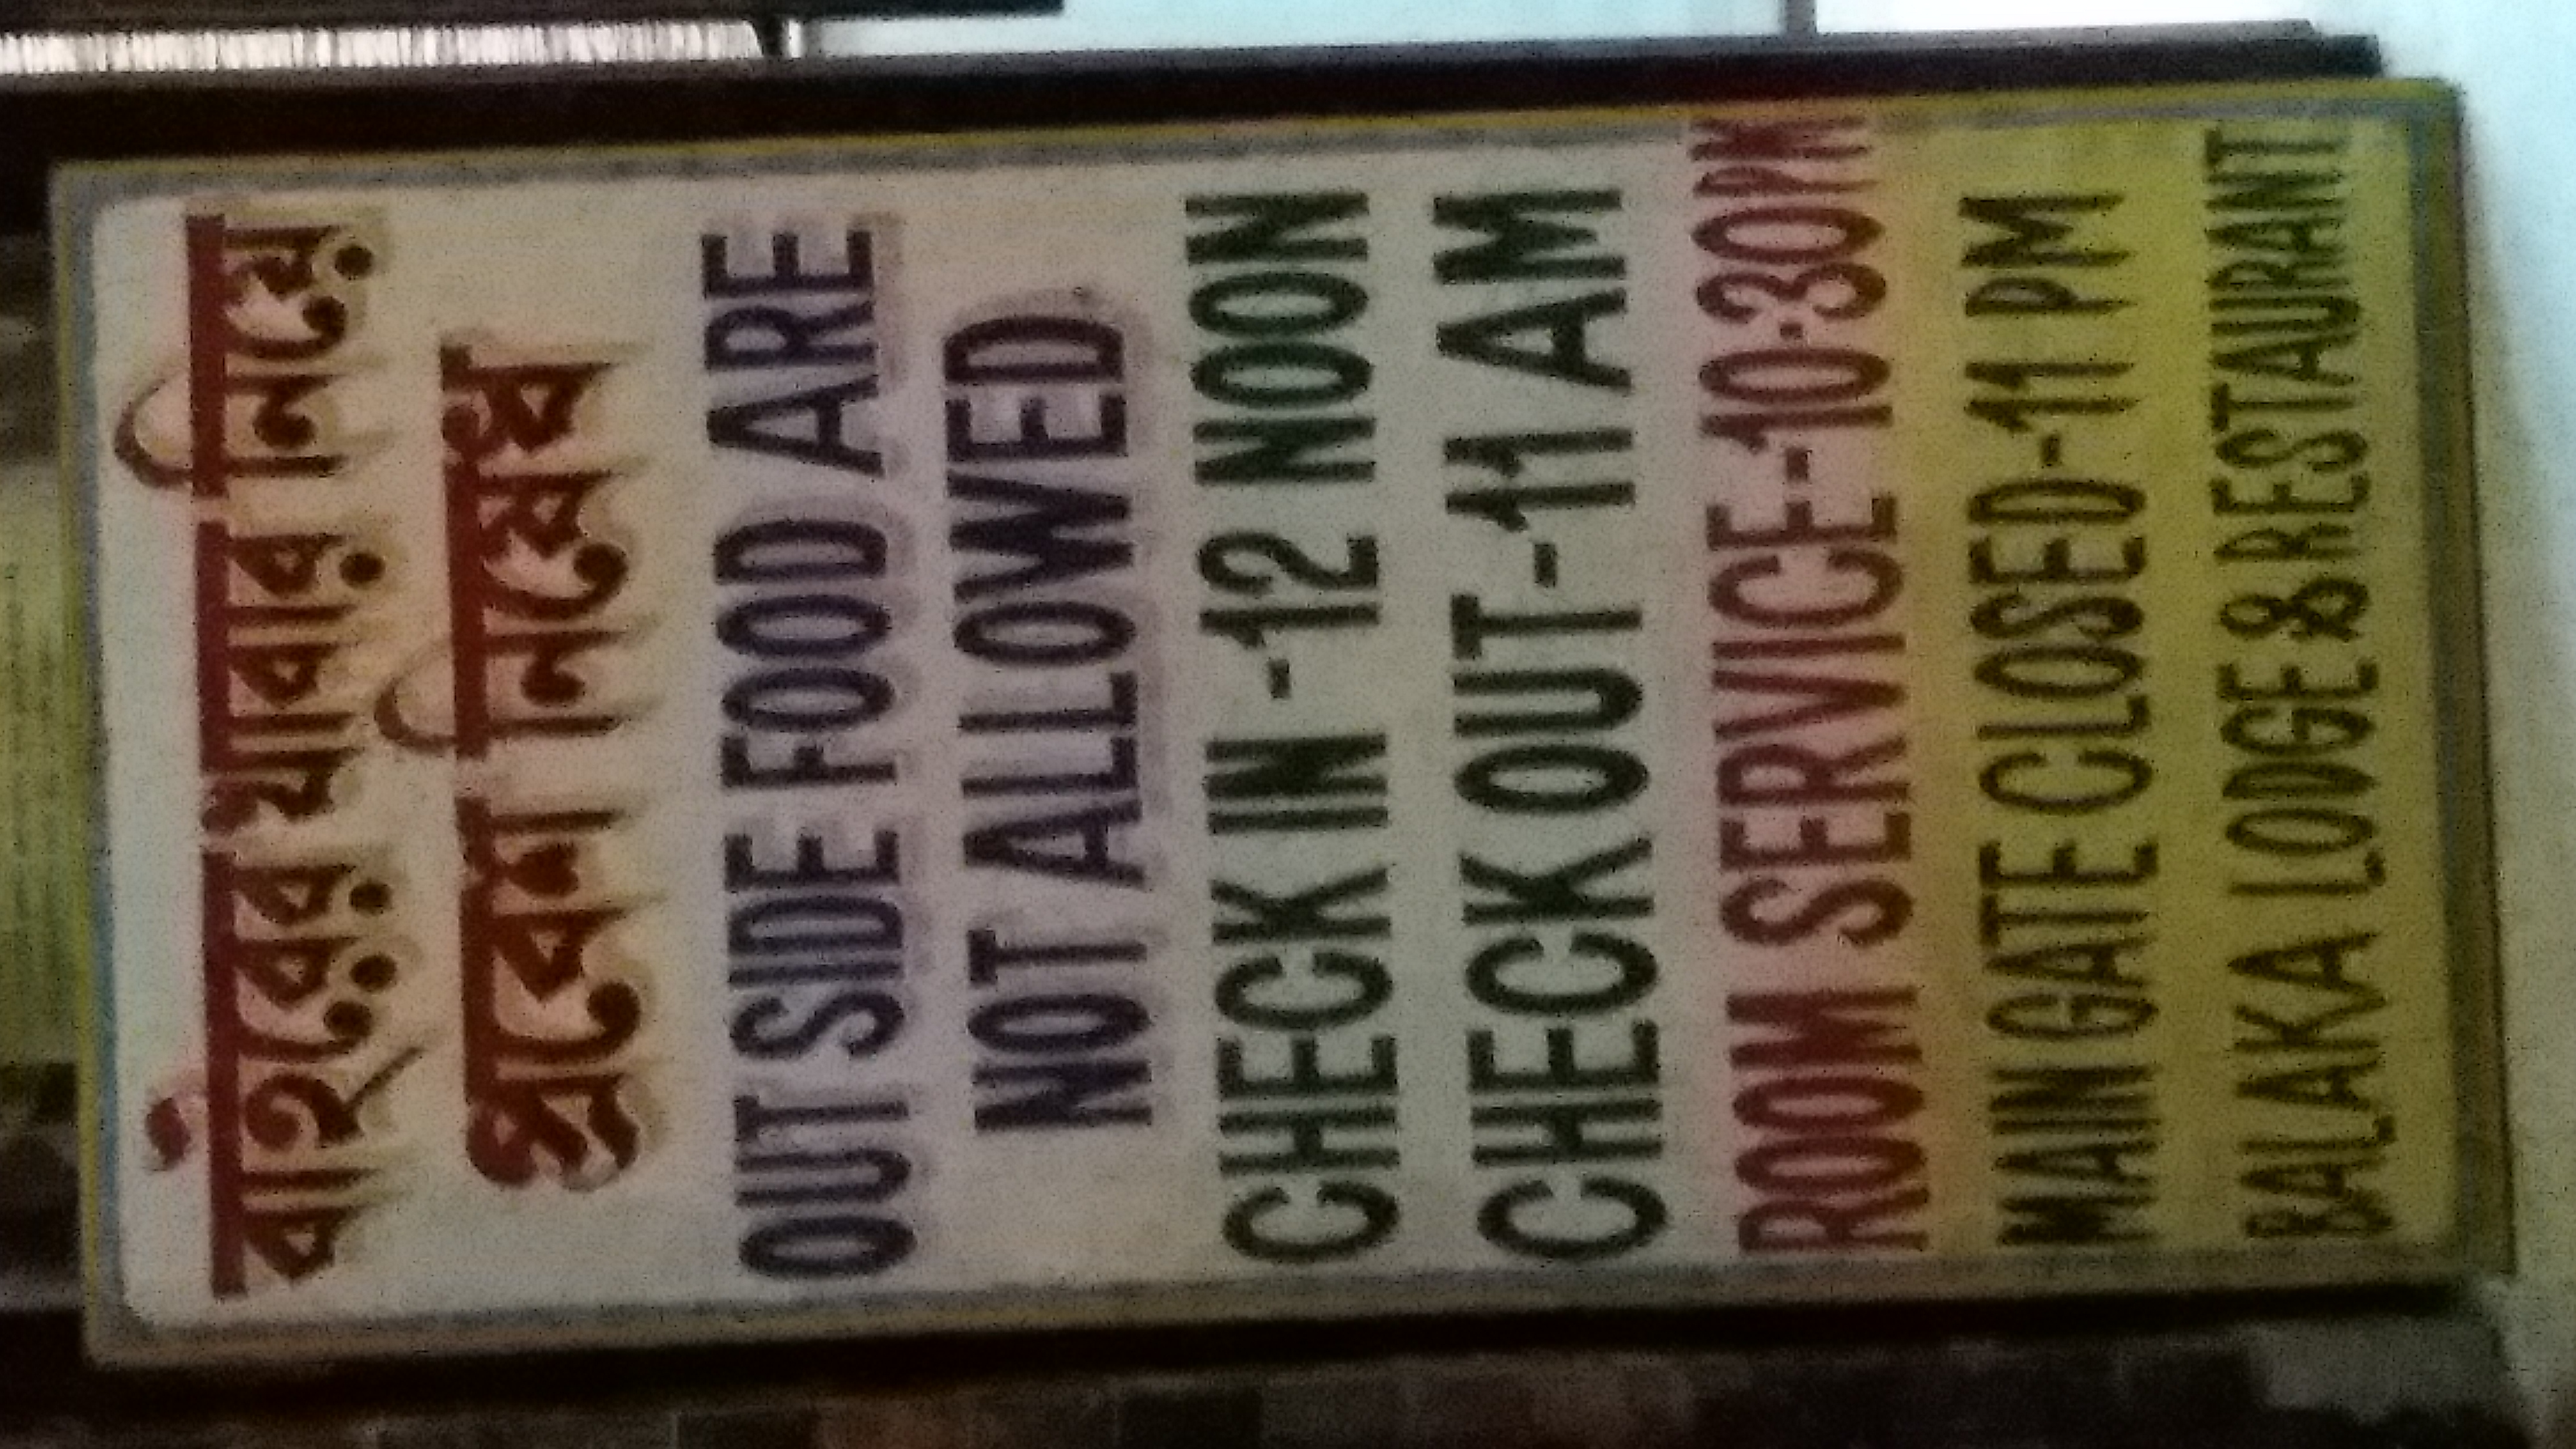 বাইরের খাবার নিয়ে
প্রবেশ নিষেধ
OUT SIDE FOOD ARE
NOT ALLOWED
CHECK IN -12 NOON
CHECK OUT-11 AM
ROOM SERVICE-10-30PM
MAIN GATE CLOSED-11 PM
BALAKA LODGE & RESTAURANT